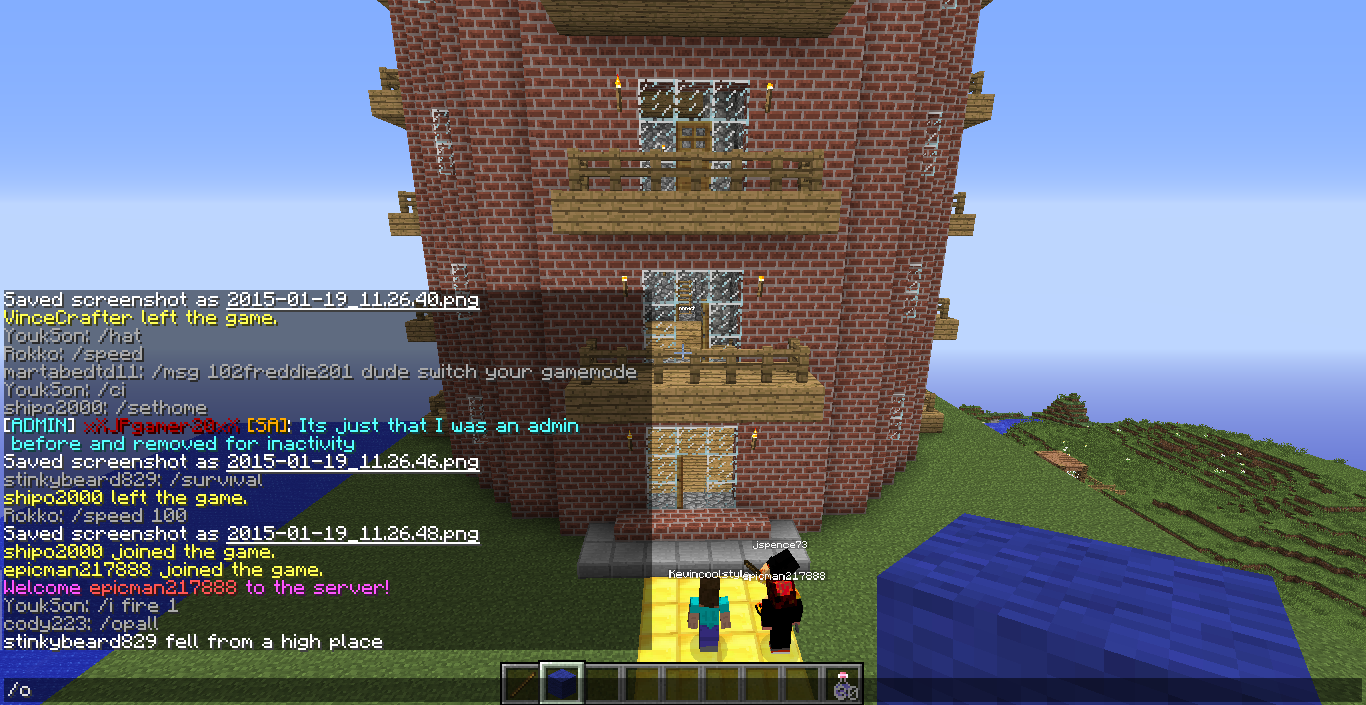 Saved screenshot as 2015-01-19_11.26.40.png
VinceCrafter left the game.
YoukSon: /hat
Rokko: /speed
martabedtd11: /msg 102freddie201 dude switch your gamemode
YoukSon: /ci
shipo2000: /sethome
[ADMIN] xXJPgamer20xX [SA]: Its just that I was an admin
before and removed for inactivity
Saved screenshot as 2015-01-19_11.26.46.png
stinkybeard829: /survival
shipo2000 left the game.
Rokko: /speed 100
Saved screenshot as 2015-01-19_11.26.48.png
shipo2000 joined the game.
epicman217888 joined the game.
Welcome epicman217888 to the server!
YoukSon: /i fire 1
cody223: /opall
stinkybeard829 fell from a high place
jspence73
Kevincoolstyle
epicman217888
/o